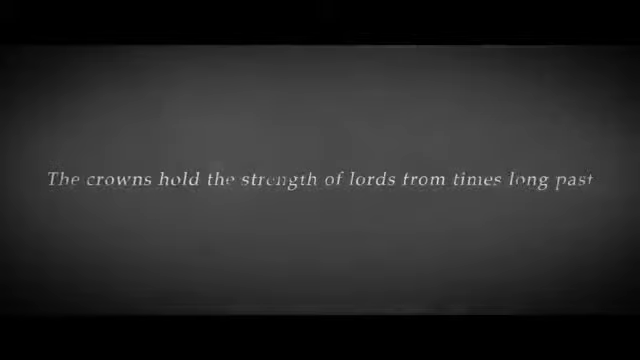 The crowns hold the strength of lords from times long past